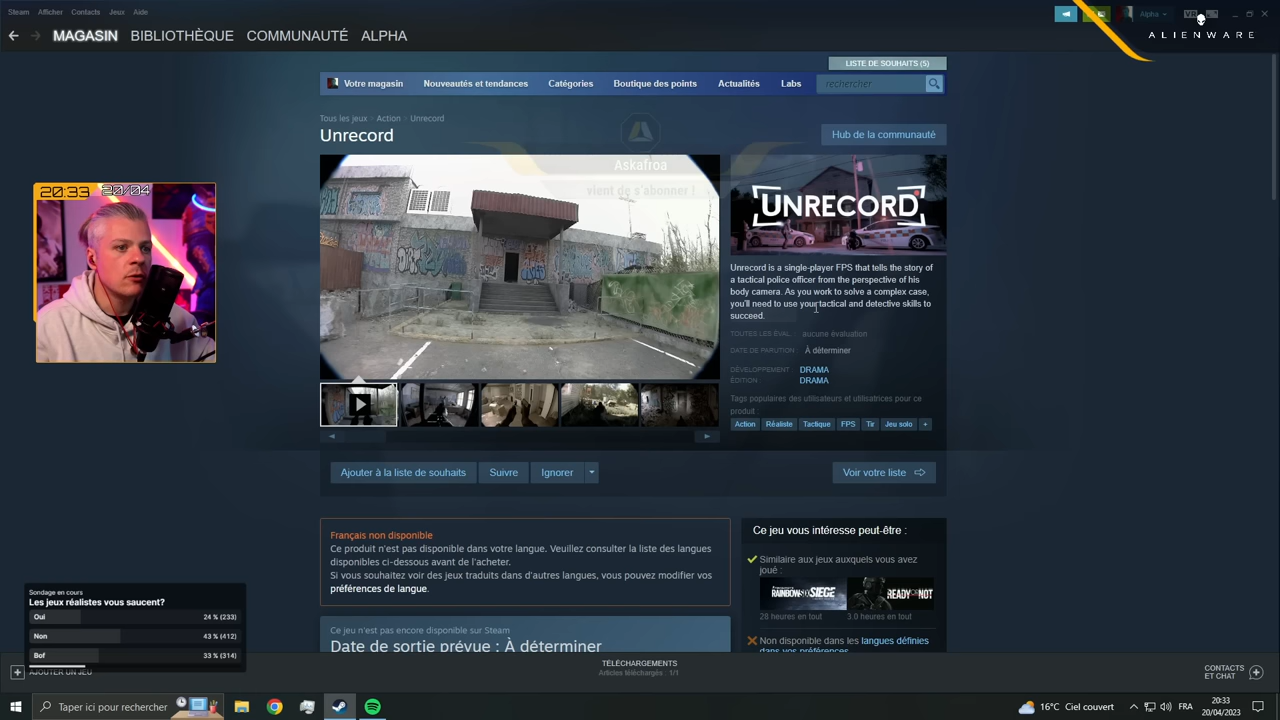 Steam Afficher Contacts Jeux Aide
Alpha
VR
ALIENWARE
MAGASIN BIBLIOTHÈQUE COMMUNAUTÉ ALPHA
LISTE DE SOUHAITS (5)
Votre magasin Nouveautés et tendances Catégories Boutique des points Actualités Labs rechercher
Tous les jeux > Action > Unrecord
Unrecord
Hub de la communauté
Askafroa
vient de s'abonner !
20:33 20/04
UNRECORD
Unrecord is a single-player FPS that tells the story of
a tactical police officer from the perspective of his
body camera. As you work to solve a complex case,
you'll need to use your tactical and detective skills to
succeed.
TOUTES LES ÉVAL. : aucune évaluation
DATE DE PARUTION : À déterminer
DÉVELOPPEMENT : DRAMA
ÉDITION : DRAMA
Tags populaires des utilisateurs et utilisatrices pour ce
produit :
Action Réaliste Tactique FPS Tir Jeu solo +
Ajouter à la liste de souhaits Suivre Ignorer Voir votre liste
Français non disponible
Ce produit n'est pas disponible dans votre langue. Veuillez consulter la liste des langues
disponibles ci-dessous avant de l'acheter.
Si vous souhaitez voir des jeux traduits dans d'autres langues, vous pouvez modifier vos
préférences de langue.
Ce jeu vous intéresse peut-être :
Similaire aux jeux auxquels vous avez
joué :
RAINBOW SIEGE READY OR NOT
28 heures en tout 3.0 heures en tout
Non disponible dans les langues définies
dans vos préférences
Ce jeu n'est pas encore disponible sur Steam
Date de sortie prévue : À déterminer
Sondage en cours
Les jeux réalistes vous saucent?
Oui 24 % (233)
Non 43 % (412)
Bof 33 % (314)
AJOUTER UN JEU
TÉLÉCHARGEMENTS
Articles téléchargés : 1/1
CONTACTS
ET CHAT
Taper ici pour rechercher
16°C Ciel couvert
FRA
20:33
20/04/2023